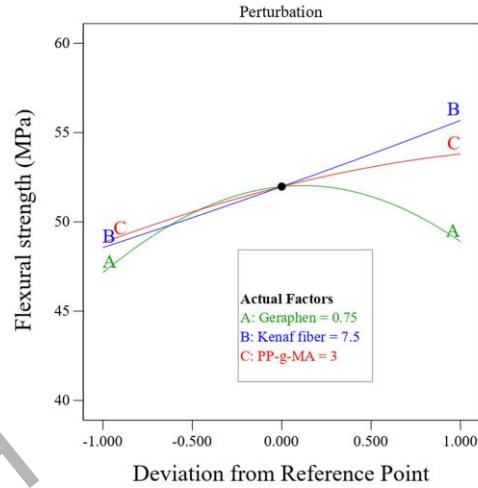 Perturbation
Flexural strength (MPa)
60
55
50
45
40
B
C
A
B
C
A
Actual Factors
A: Geraphen = 0.75
B: Kenaf fiber = 7.5
C: PP-g-MA = 3
-1.000 -0.500 0.000 0.500 1.000
Deviation from Reference Point